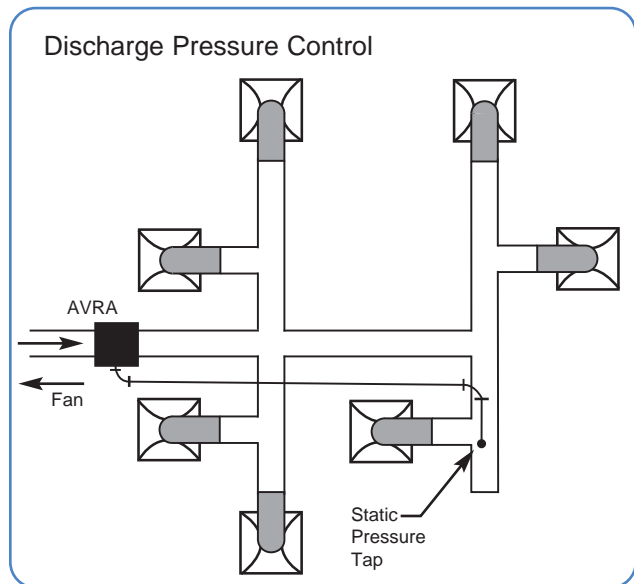 Discharge Pressure Control
AVRA
Fan
Static
Pressure
Tap